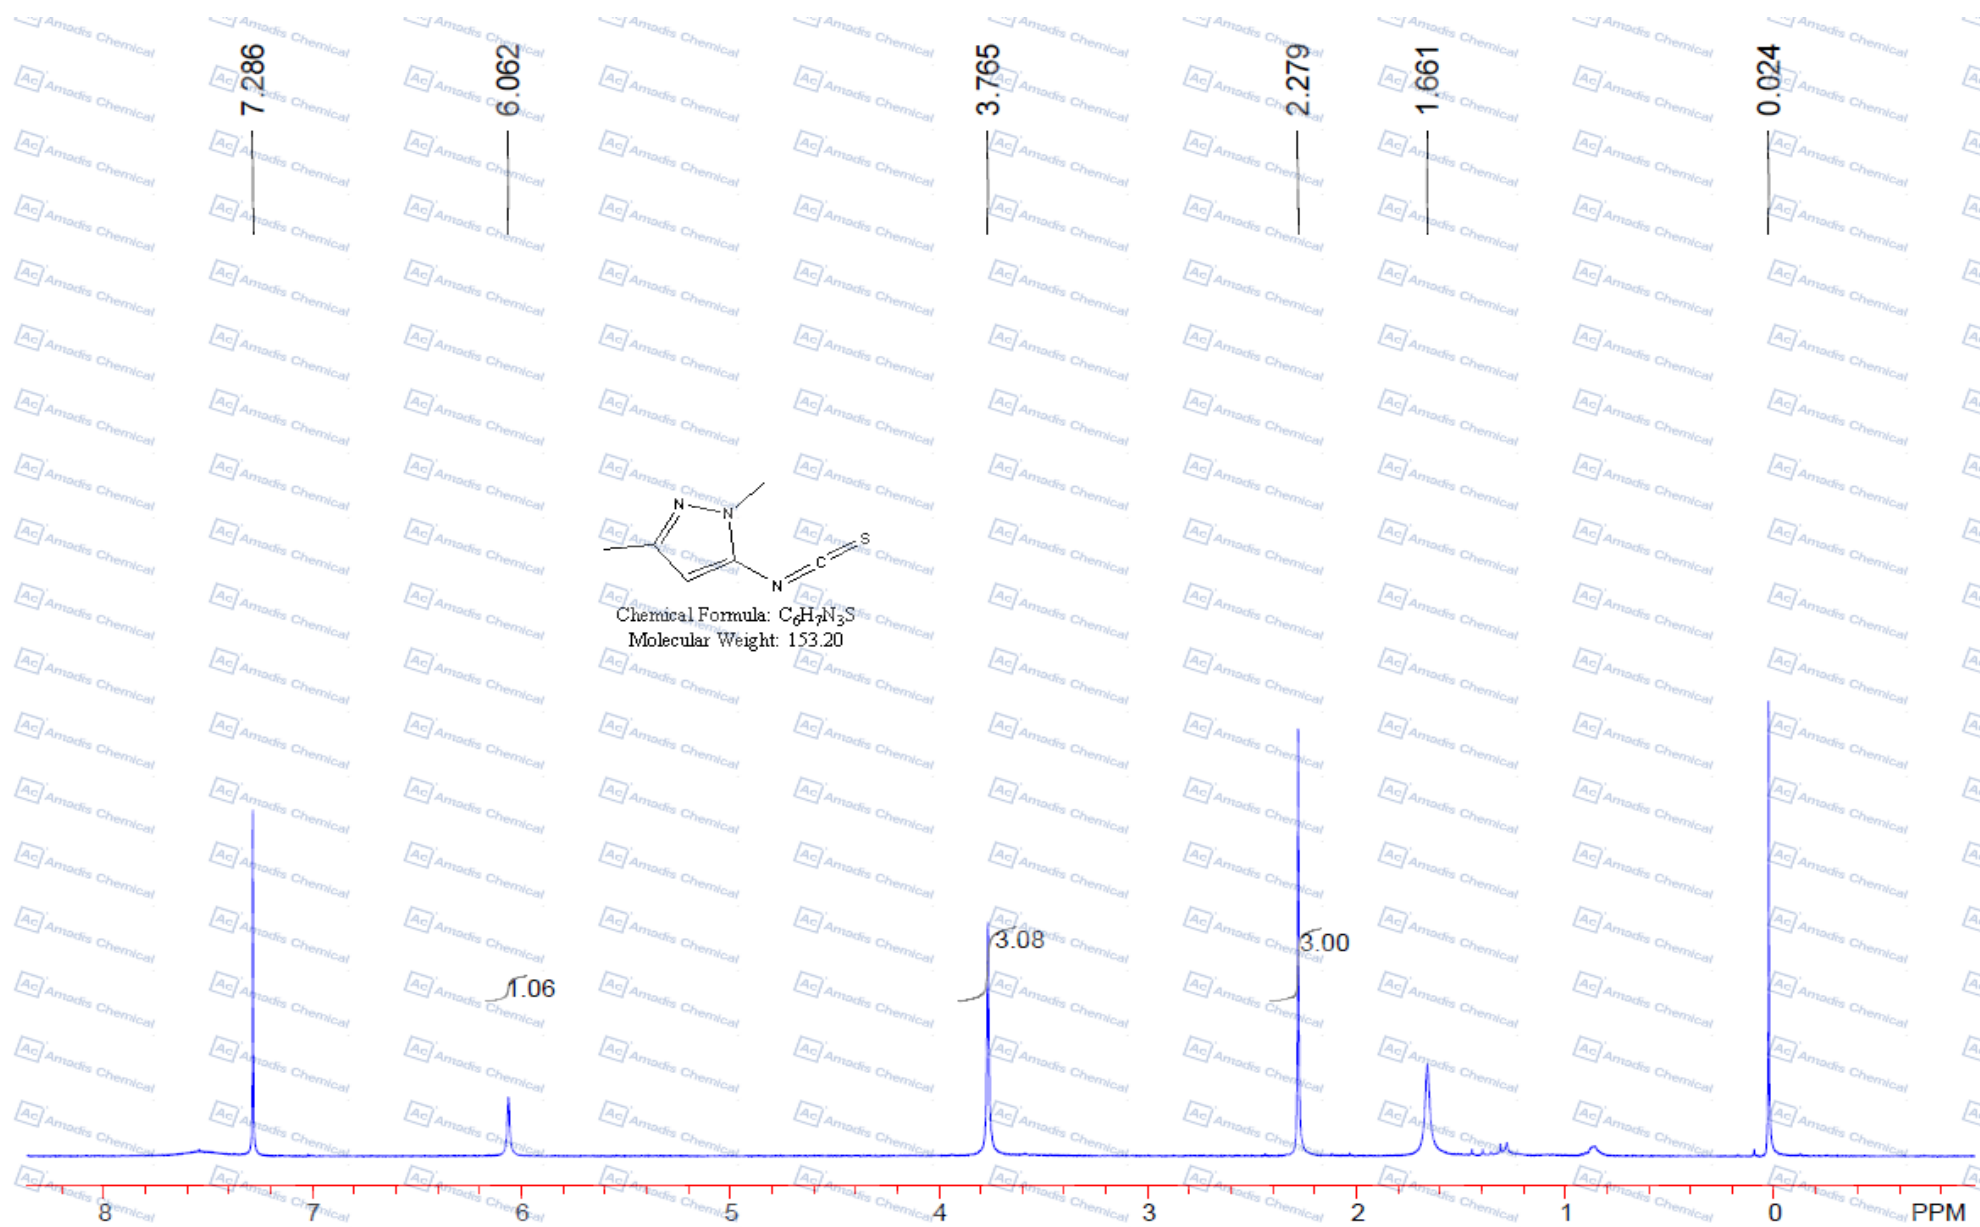 7.286
6.062
3.765
2.279
1.661
0.024
N
N
S
C
N
Chemical Formula: C₆H₇N₃S
Molecular Weight: 153.20
3.08
3.00
1.06
8 7 6 5 4 3 2 1 0 PPM
Ac Amadis Chemical